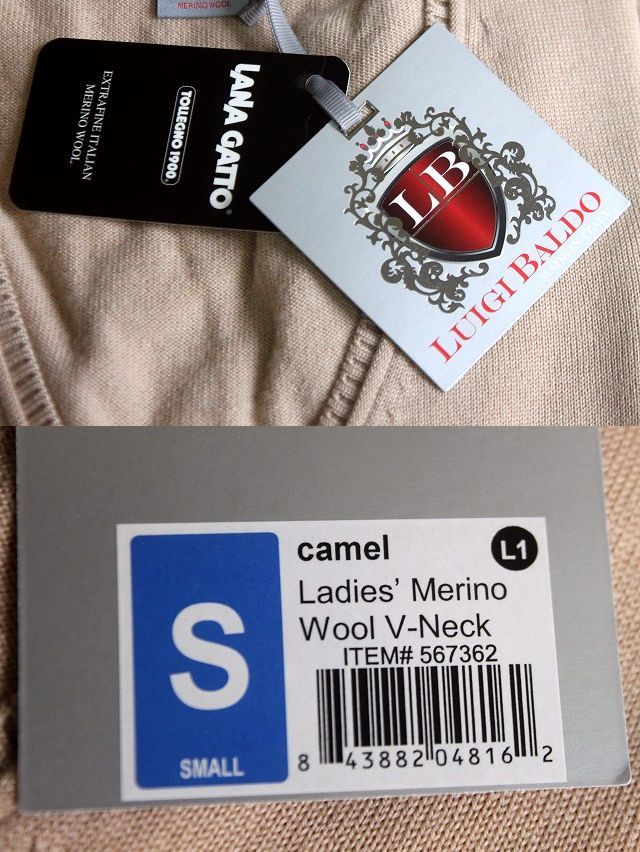 MERINO WOOL
LANA GATTO®
TOLLEGNO 1900
EXTRAFINE ITALIAN
MERINO WOOL
LB
LUIGI BALDO
S
SMALL
camel
L1
Ladies' Merino
Wool V-Neck
ITEM# 567362
8 43882 04816 2